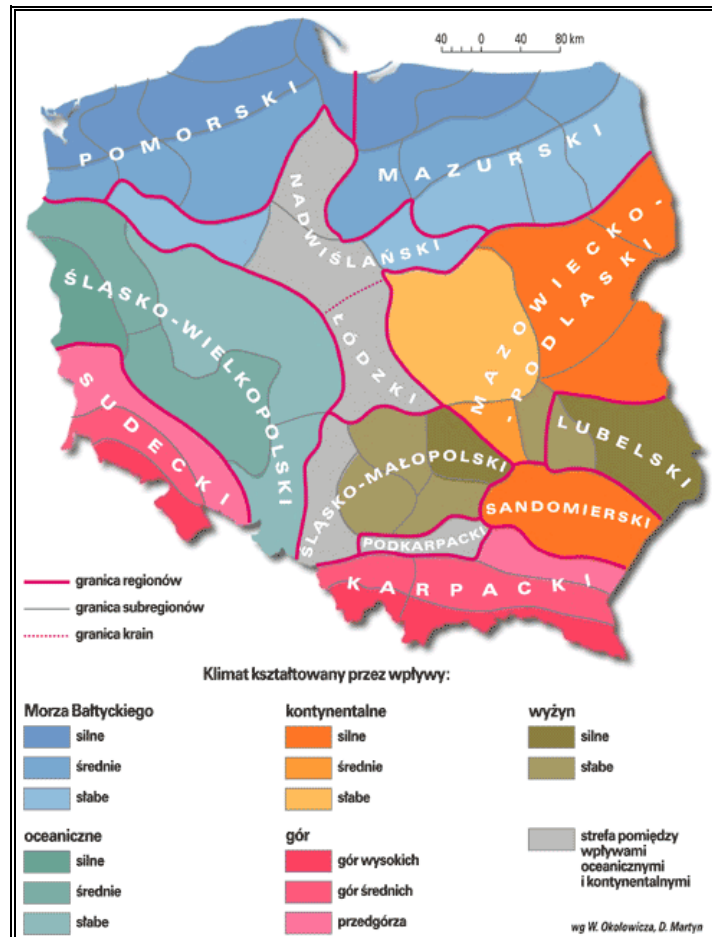 40 0 40 80 km
POMORSKI
MAZURSKI
NADWIŚLAŃSKI
MAZOWIECKO-
-PODLASKI
ŚLĄSKO-WIELKOPOLSKI
ŁÓDZKI
SUDECKI
LUBELSKI
ŚLĄSKO-MAŁOPOLSKI
SANDOMIERSKI
PODKARPACKI
KARPACKI
granica regionów
granica subregionów
granica krain
Klimat kształtowany przez wpływy:
Morza Bałtyckiego
silne
średnie
słabe
kontynentalne
silne
średnie
słabe
wyżyn
silne
słabe
oceaniczne
silne
średnie
słabe
gór
gór wysokich
gór średnich
przedgórza
strefa pomiędzy
wpływami
oceanicznymi
i kontynentalnymi
wg W. Okołowicza, D. Martyn